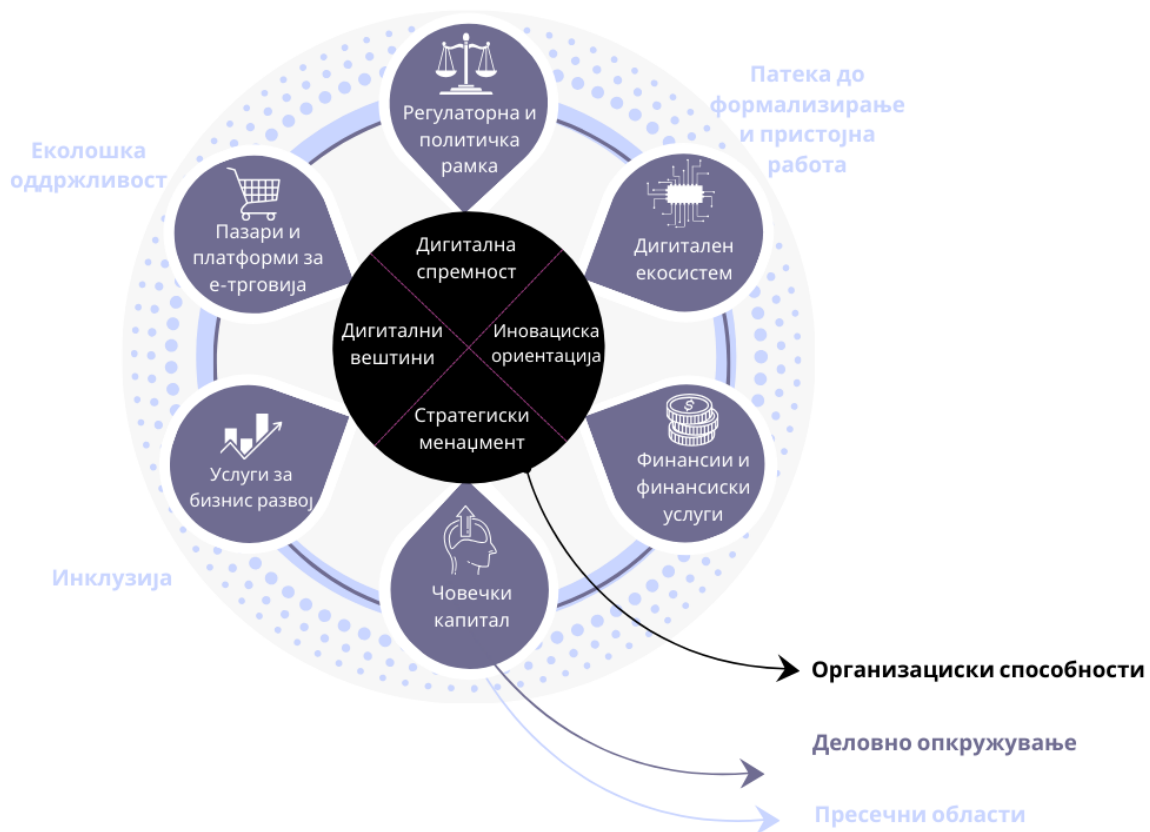 Патека до
формализирање
и пристојна
работа
Еколошка
оддржливост
Регулаторна и
политичка
рамка
Пазари и
платформи за
е-трговија
Дигитален
екосистем
Дигитална
спремност
Дигитални
вештини
Иновациска
ориентација
Стратегиски
менаџмент
Услуги за
бизнис развој
Финансии и
финансиски
услуги
Човечки
капитал
Инклузија
Организациски способности
Деловно опкружување
Пресечни области